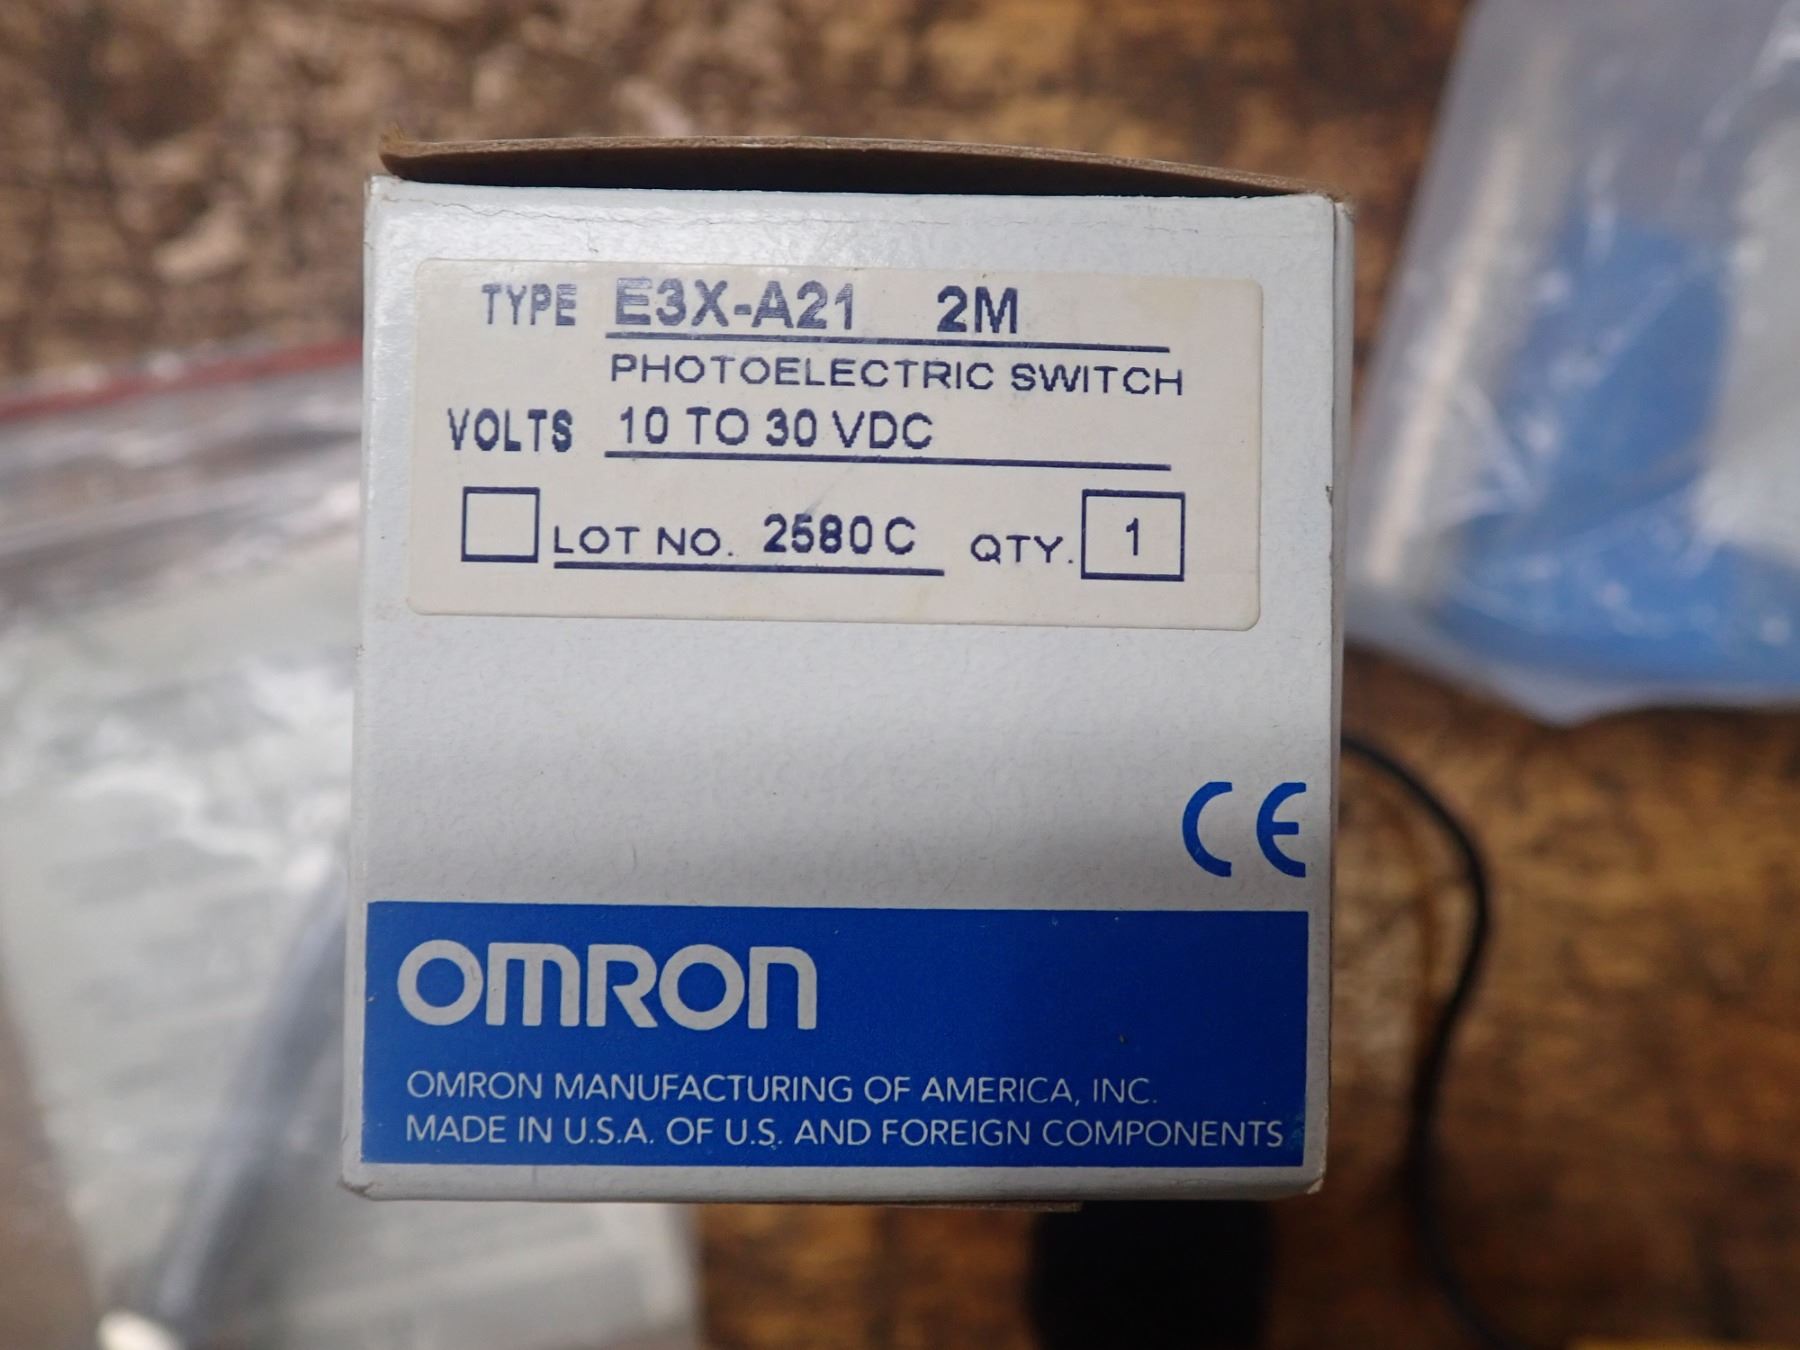 TYPE E3X-A21 2M
PHOTOELECTRIC SWITCH
VOLTS 10 TO 30 VDC
LOT NO. 2580C QTY. 1
CE
OMRON
OMRON MANUFACTURING OF AMERICA, INC.
MADE IN U.S.A. OF U.S. AND FOREIGN COMPONENTS